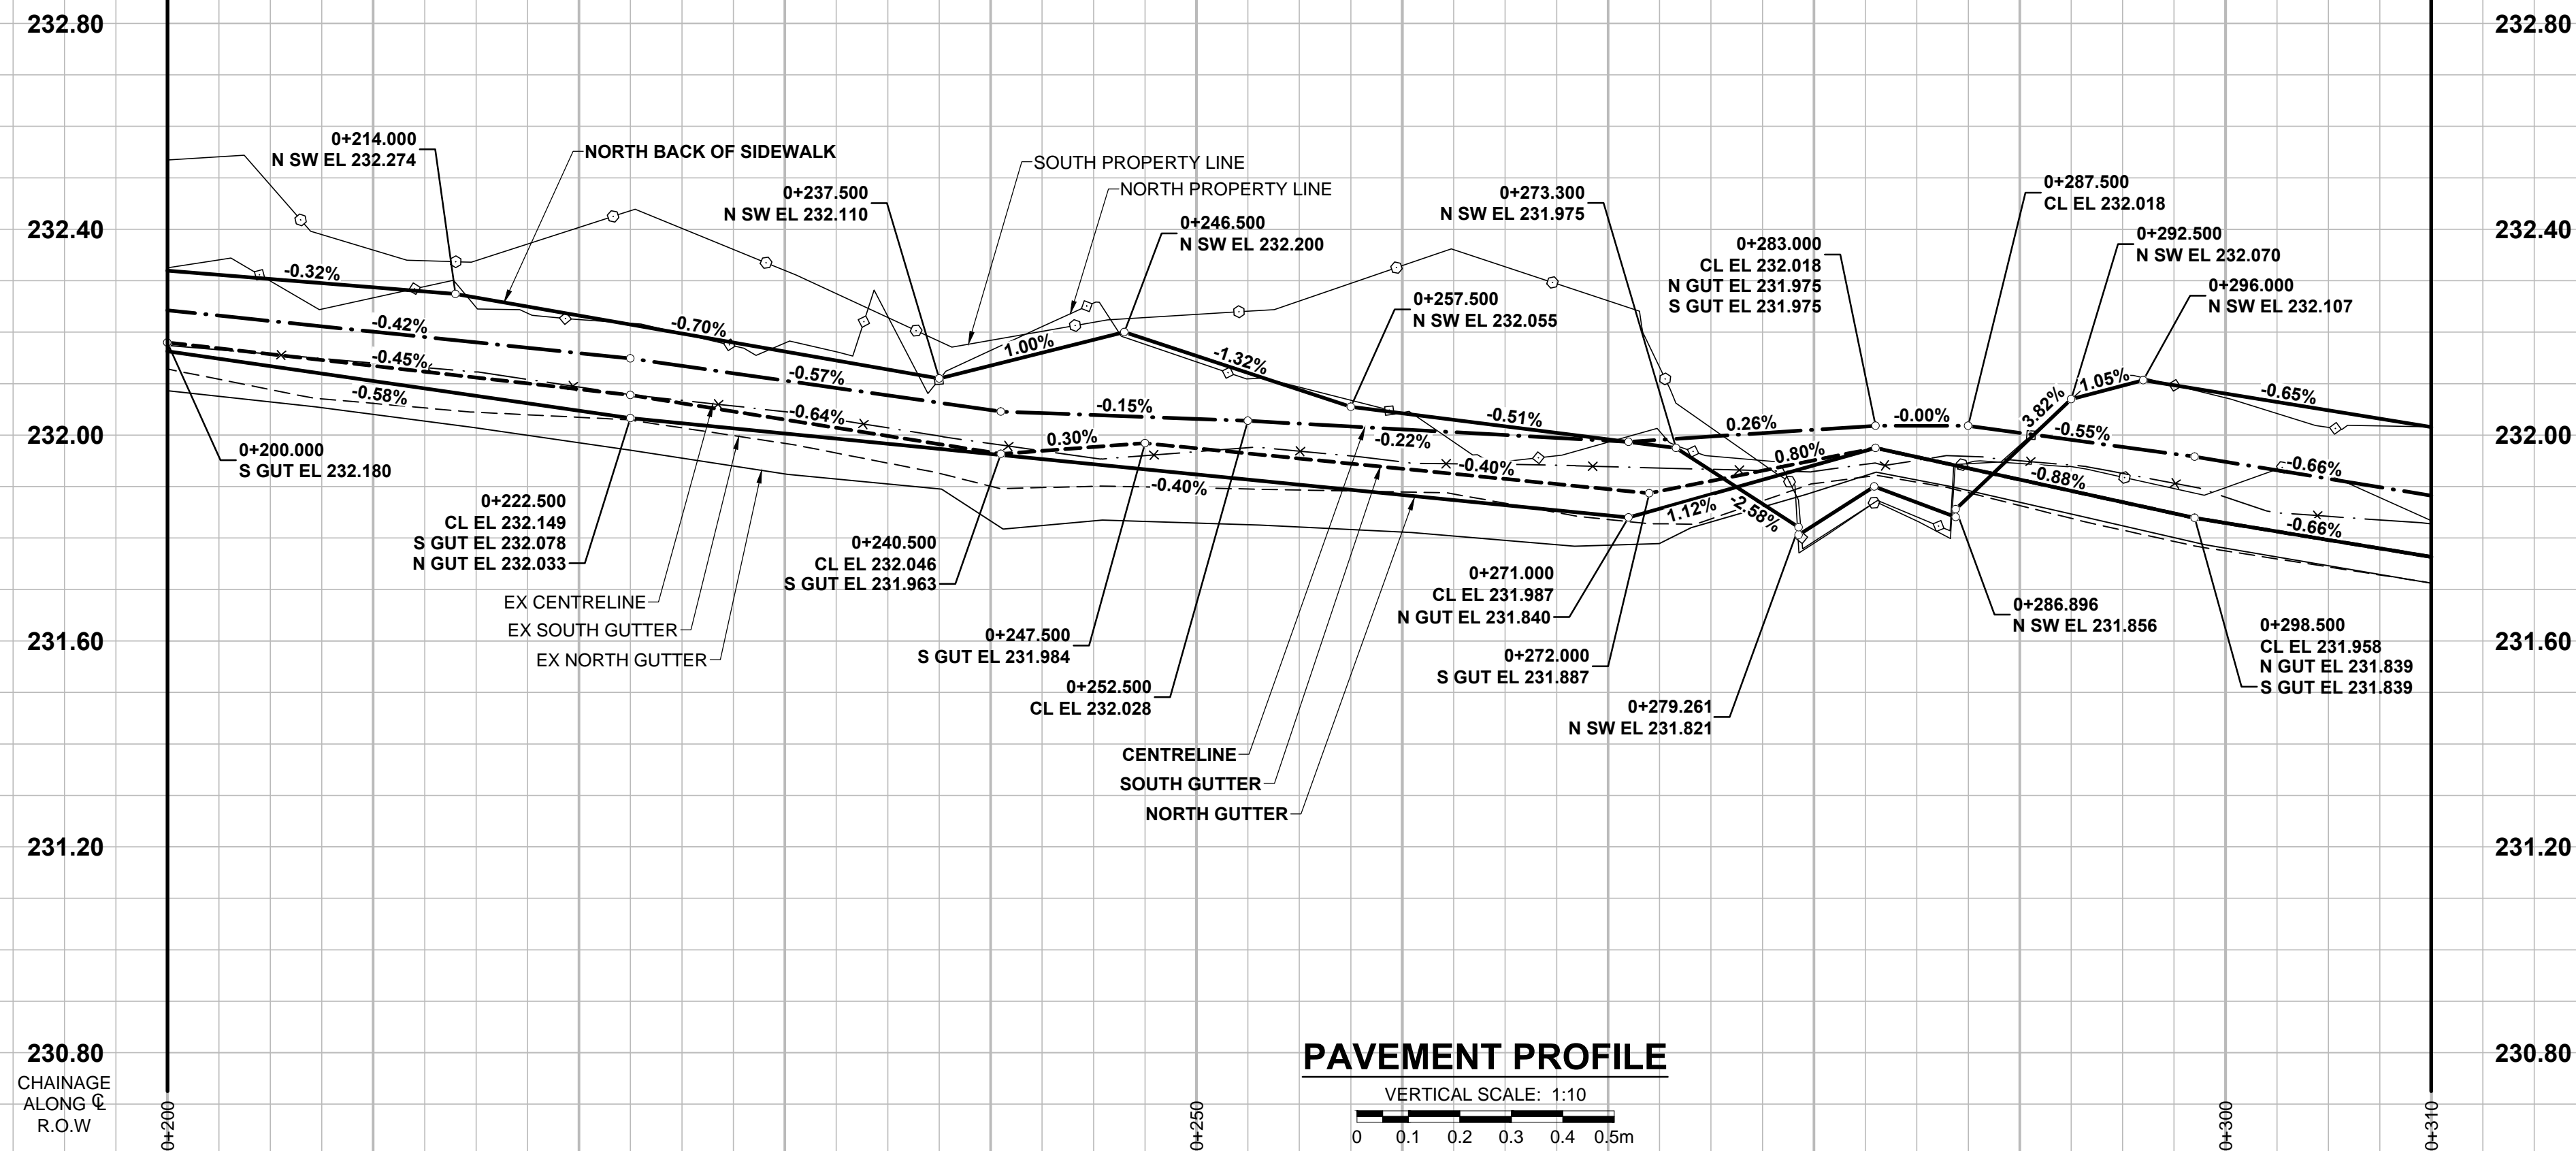 232.80
232.80
0+214.000
N SW EL 232.274
NORTH BACK OF SIDEWALK
SOUTH PROPERTY LINE
NORTH PROPERTY LINE
0+237.500
N SW EL 232.110
0+246.500
N SW EL 232.200
0+273.300
N SW EL 231.975
0+287.500
CL EL 232.018
0+283.000
CL EL 232.018
N GUT EL 231.975
S GUT EL 231.975
0+292.500
N SW EL 232.070
0+296.000
N SW EL 232.107
232.40
232.40
0+257.500
N SW EL 232.055
-0.32%
-0.42%
-0.70%
1.00%
-1.32%
-0.45%
-0.58%
-0.57%
-0.64%
-0.15%
0.30%
-0.22%
-0.51%
-0.40%
-0.40%
0.26%
0.80%
1.12%
-2.58%
-0.00%
3.82%
1.05%
-0.55%
-0.65%
-0.66%
-0.88%
-0.66%
232.00
232.00
0+200.000
S GUT EL 232.180
0+222.500
CL EL 232.149
S GUT EL 232.078
N GUT EL 232.033
0+240.500
CL EL 232.046
S GUT EL 231.963
EX CENTRELINE
EX SOUTH GUTTER
EX NORTH GUTTER
0+247.500
S GUT EL 231.984
0+252.500
CL EL 232.028
0+271.000
CL EL 231.987
N GUT EL 231.840
0+272.000
S GUT EL 231.887
0+279.261
N SW EL 231.821
0+286.896
N SW EL 231.856
0+298.500
CL EL 231.958
N GUT EL 231.839
S GUT EL 231.839
231.60
231.60
CENTRELINE
SOUTH GUTTER
NORTH GUTTER
231.20
231.20
230.80
230.80
PAVEMENT PROFILE
VERTICAL SCALE: 1:10
0 0.1 0.2 0.3 0.4 0.5m
CHAINAGE
ALONG ℄
R.O.W
0+200
0+250
0+300
0+310